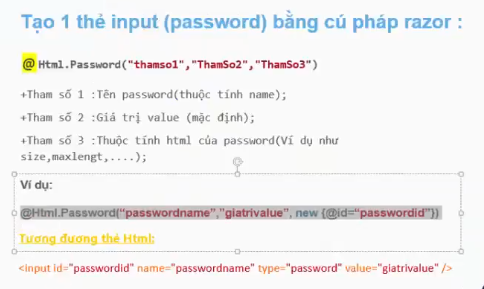 Tạo 1 thẻ input (password) bằng cú pháp razor :
@ Html.Password("thamso1","ThamSo2","ThamSo3")
+Tham số 1 :Tên password(thuộc tính name);
+Tham số 2 :Giá trị value (mặc định);
+Tham số 3 :Thuộc tính html của password(Ví dụ như
size,maxlengt,....);
Ví dụ:
@Html.Password(“passwordname”,”giatrivalue”, new {@id=“passwordid”})
Tương đương thẻ Html:
<input id="passwordid" name="passwordname" type="password" value="giatrivalue" />